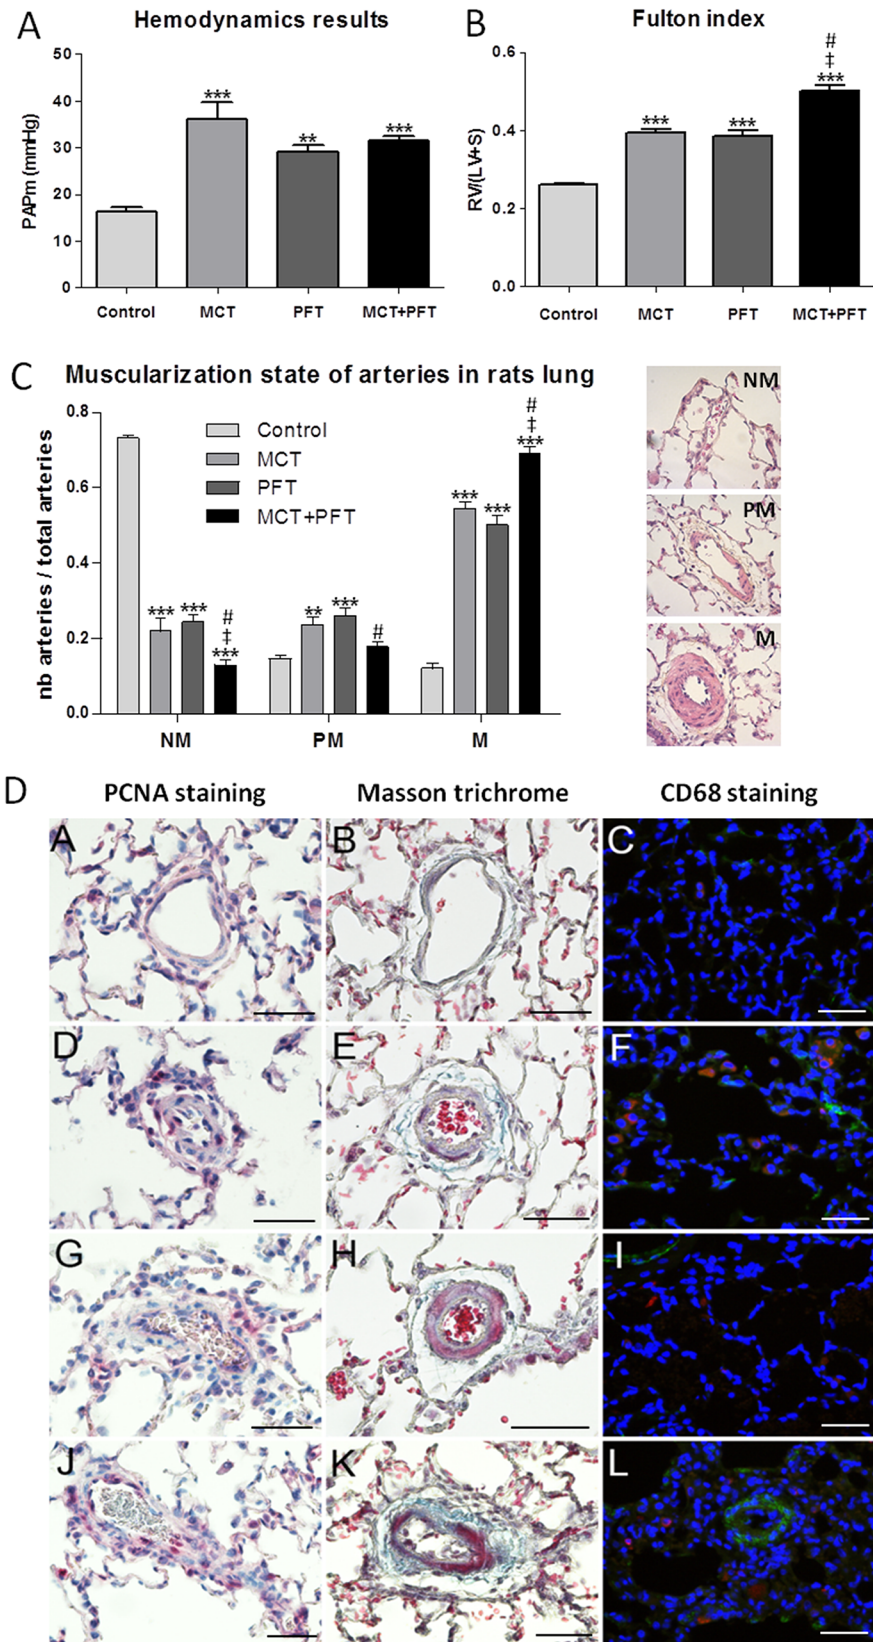 A
Hemodynamics results
PAPm (mmHg)
50
40
30
20
10
0
***
**
***
Control
MCT
PFT
MCT+PFT
B
Fulton index
RV/(LV+S)
0.6
0.4
0.2
0.0
***
***
#
‡
***
Control
MCT
PFT
MCT+PFT
C
Muscularization state of arteries in rats lung
nb arteries / total arteries
0.8
0.6
0.4
0.2
0.0
Control
MCT
PFT
MCT+PFT
***
***
#
‡
***
**
***
#
***
***
#
‡
***
NM
PM
M
NM
PM
M
D
PCNA staining
Masson trichrome
CD68 staining
A
B
C
D
E
F
G
H
I
J
K
L